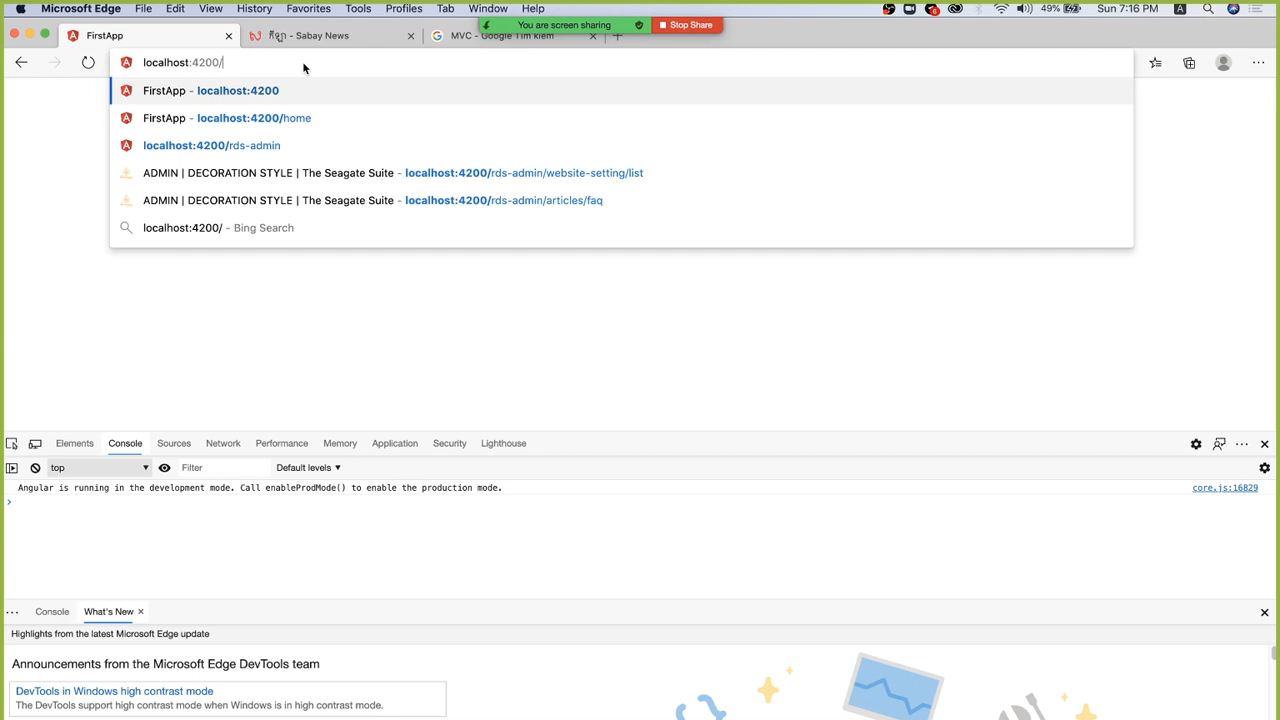 Microsoft Edge File Edit View History Favorites Tools Profiles Tab Window Help 49% Sun 7:16 PM A
You are screen sharing Stop Share
FirstApp
កីឡា - Sabay News
MVC - Google Tìm kiếm
localhost:4200/
FirstApp - localhost:4200
FirstApp - localhost:4200/home
localhost:4200/rds-admin
ADMIN | DECORATION STYLE | The Seagate Suite - localhost:4200/rds-admin/website-setting/list
ADMIN | DECORATION STYLE | The Seagate Suite - localhost:4200/rds-admin/articles/faq
localhost:4200/ - Bing Search
Elements Console Sources Network Performance Memory Application Security Lighthouse
top Filter Default levels
Angular is running in the development mode. Call enableProdMode() to enable the production mode. core.js:16829
Console What's New
Highlights from the latest Microsoft Edge update
Announcements from the Microsoft Edge DevTools team
DevTools in Windows high contrast mode
The DevTools support high contrast mode when Windows is in high contrast mode.